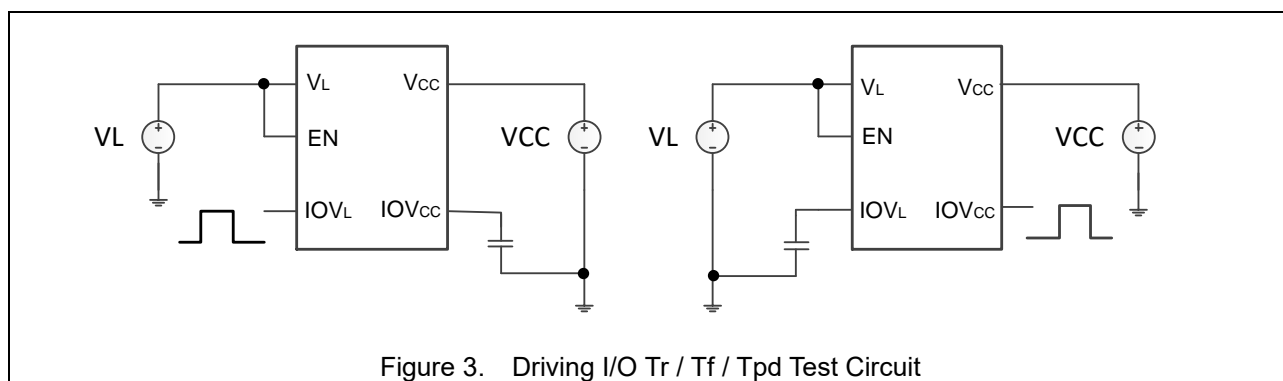 VL VCC VL VCC
VL EN VCC VL EN VCC
IOVL IOVCC IOVL IOVCC
+ - + - + - + -
Figure 3. Driving I/O Tr / Tf / Tpd Test Circuit